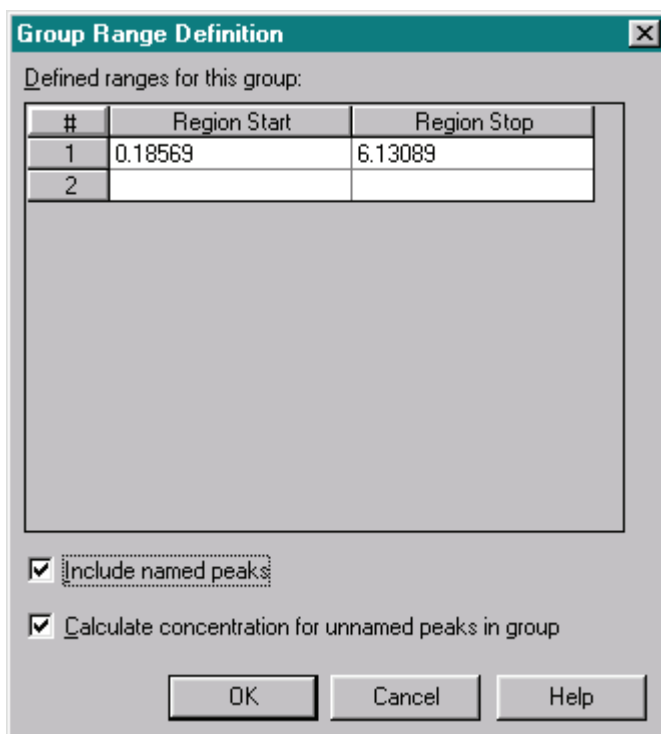 Group Range Definition
Defined ranges for this group:
# Region Start Region Stop
1 0.18569 6.13089
2
Include named peaks
Calculate concentration for unnamed peaks in group
OK Cancel Help